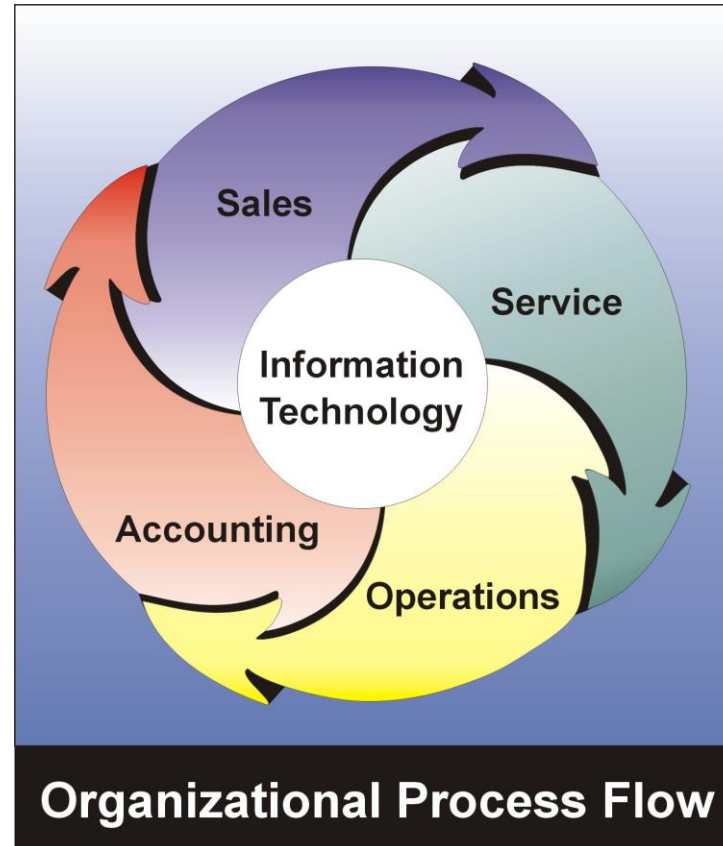 Sales
Service
Information
Technology
Accounting
Operations
Organizational Process Flow